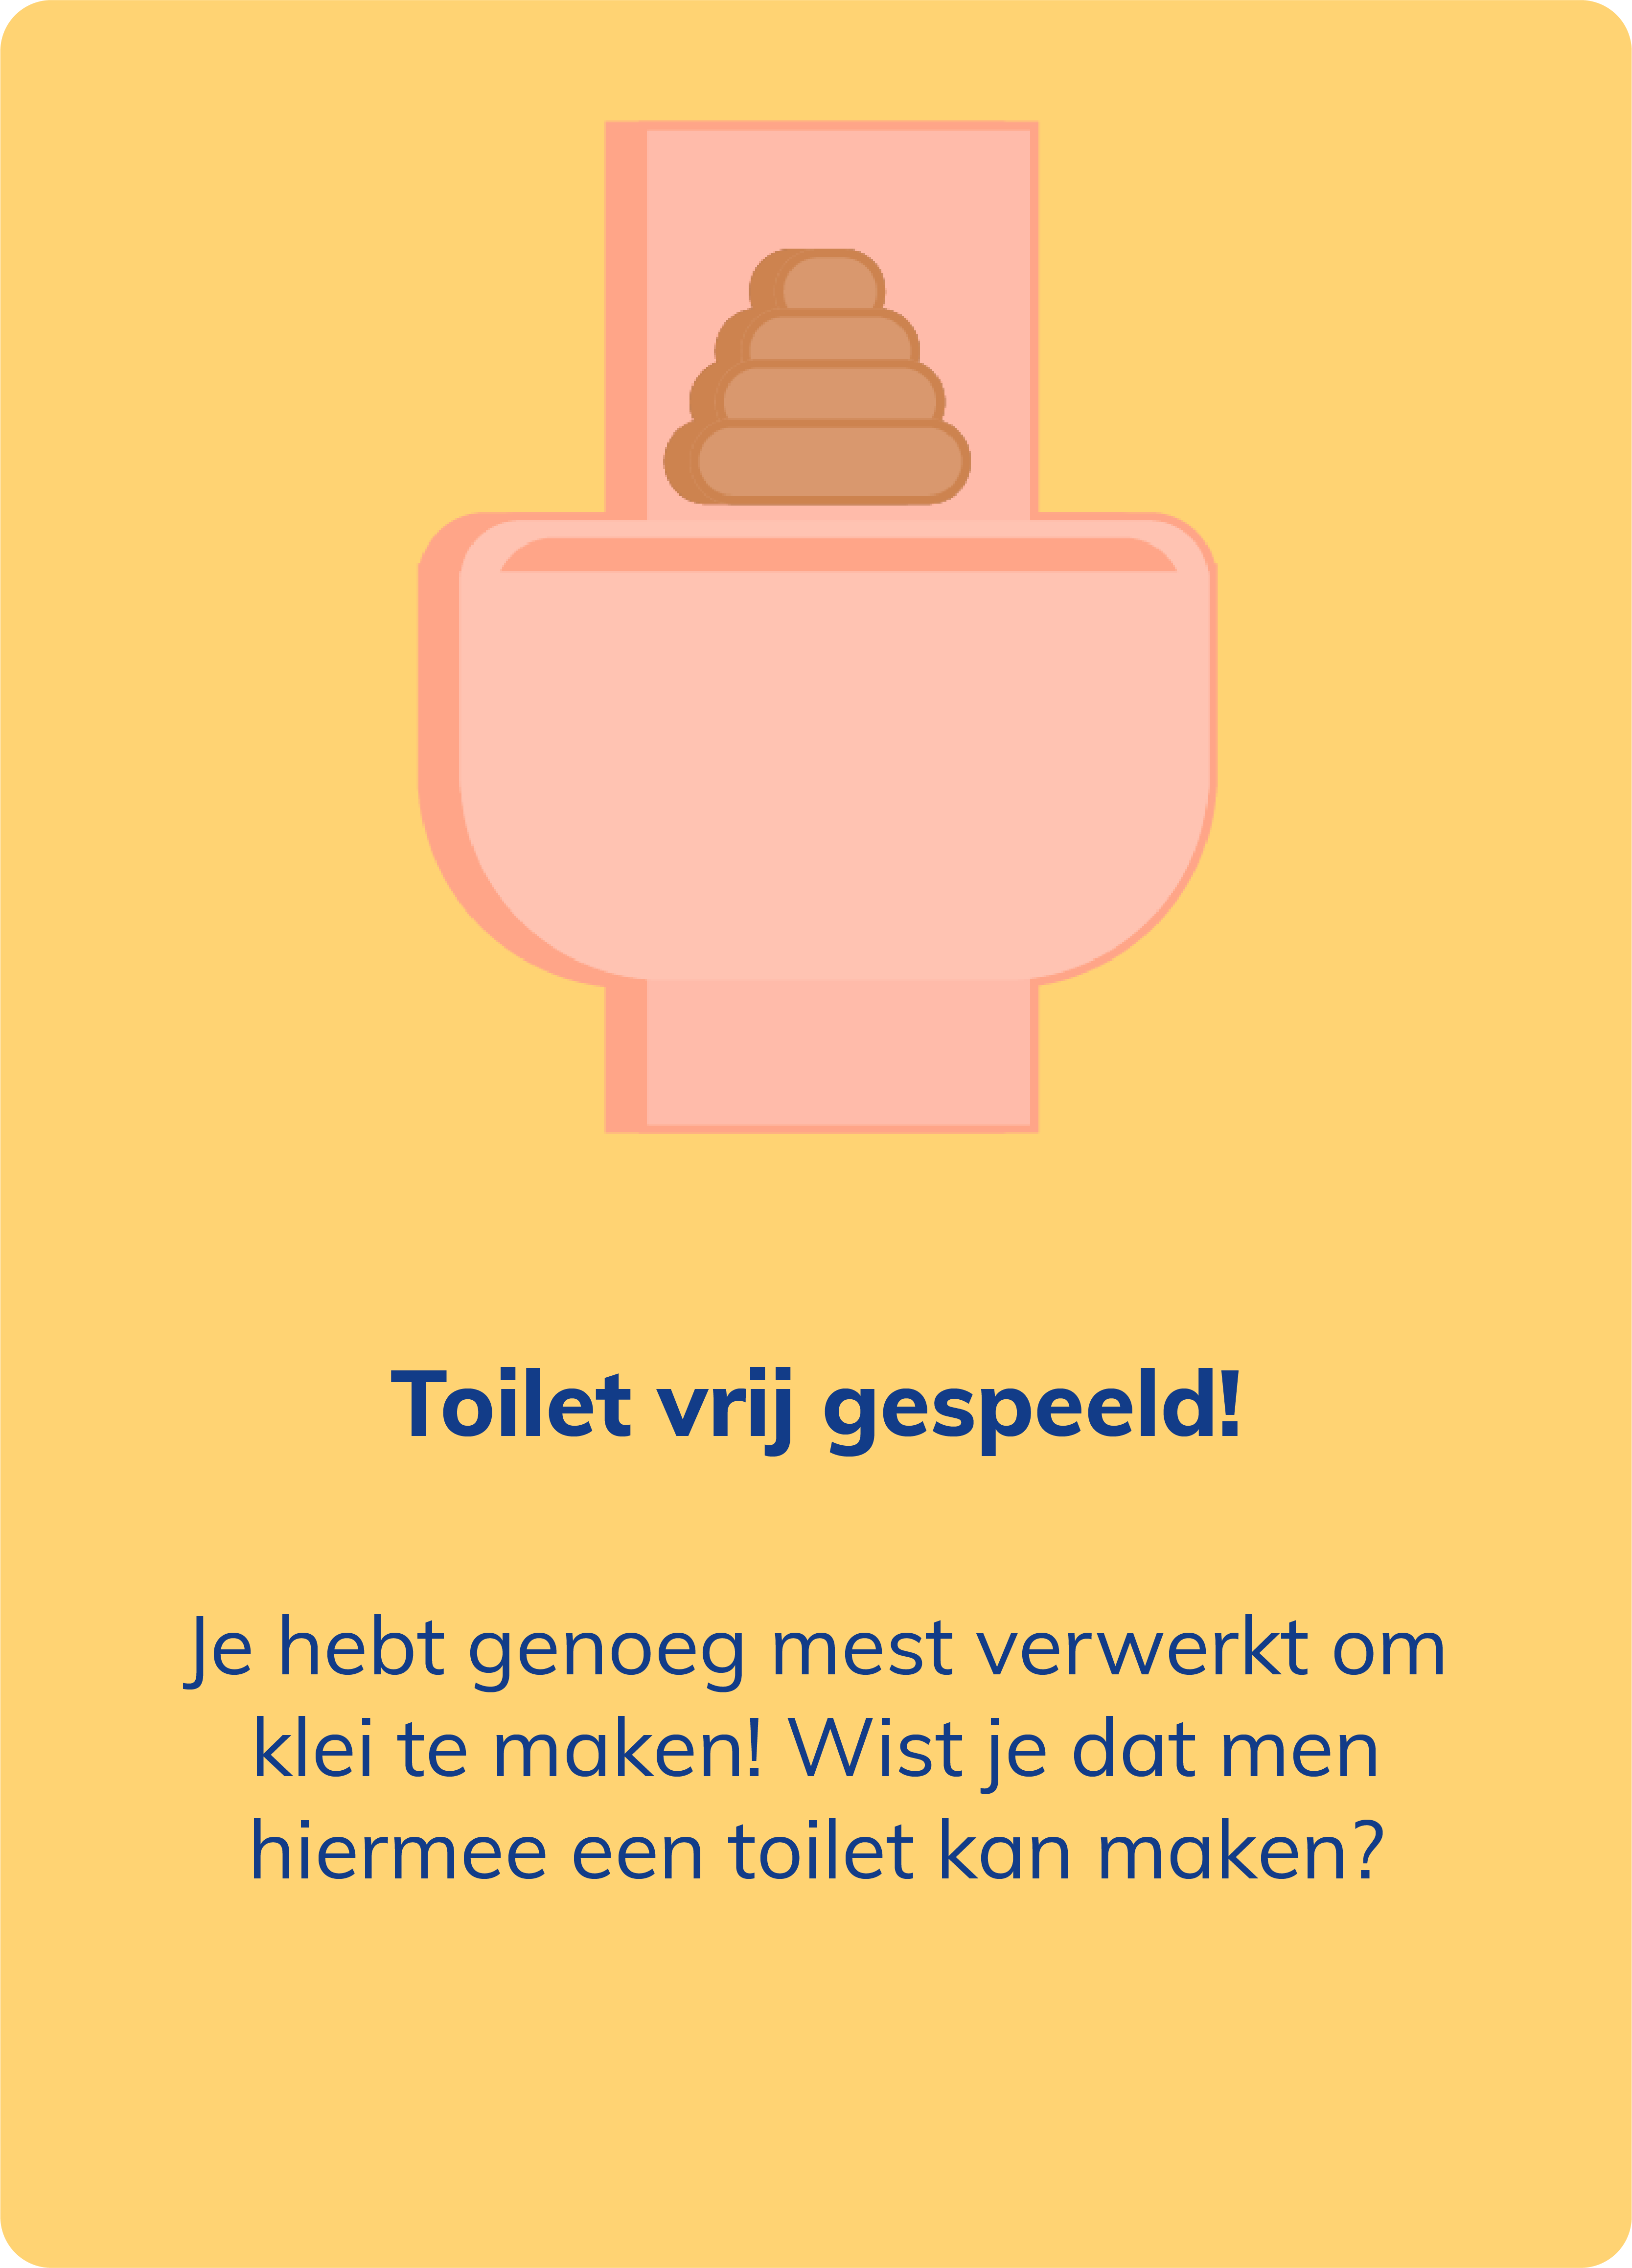 Toilet vrij gespeeld!
Je hebt genoeg mest verwerkt om
klei te maken! Wist je dat men
hiermee een toilet kan maken?